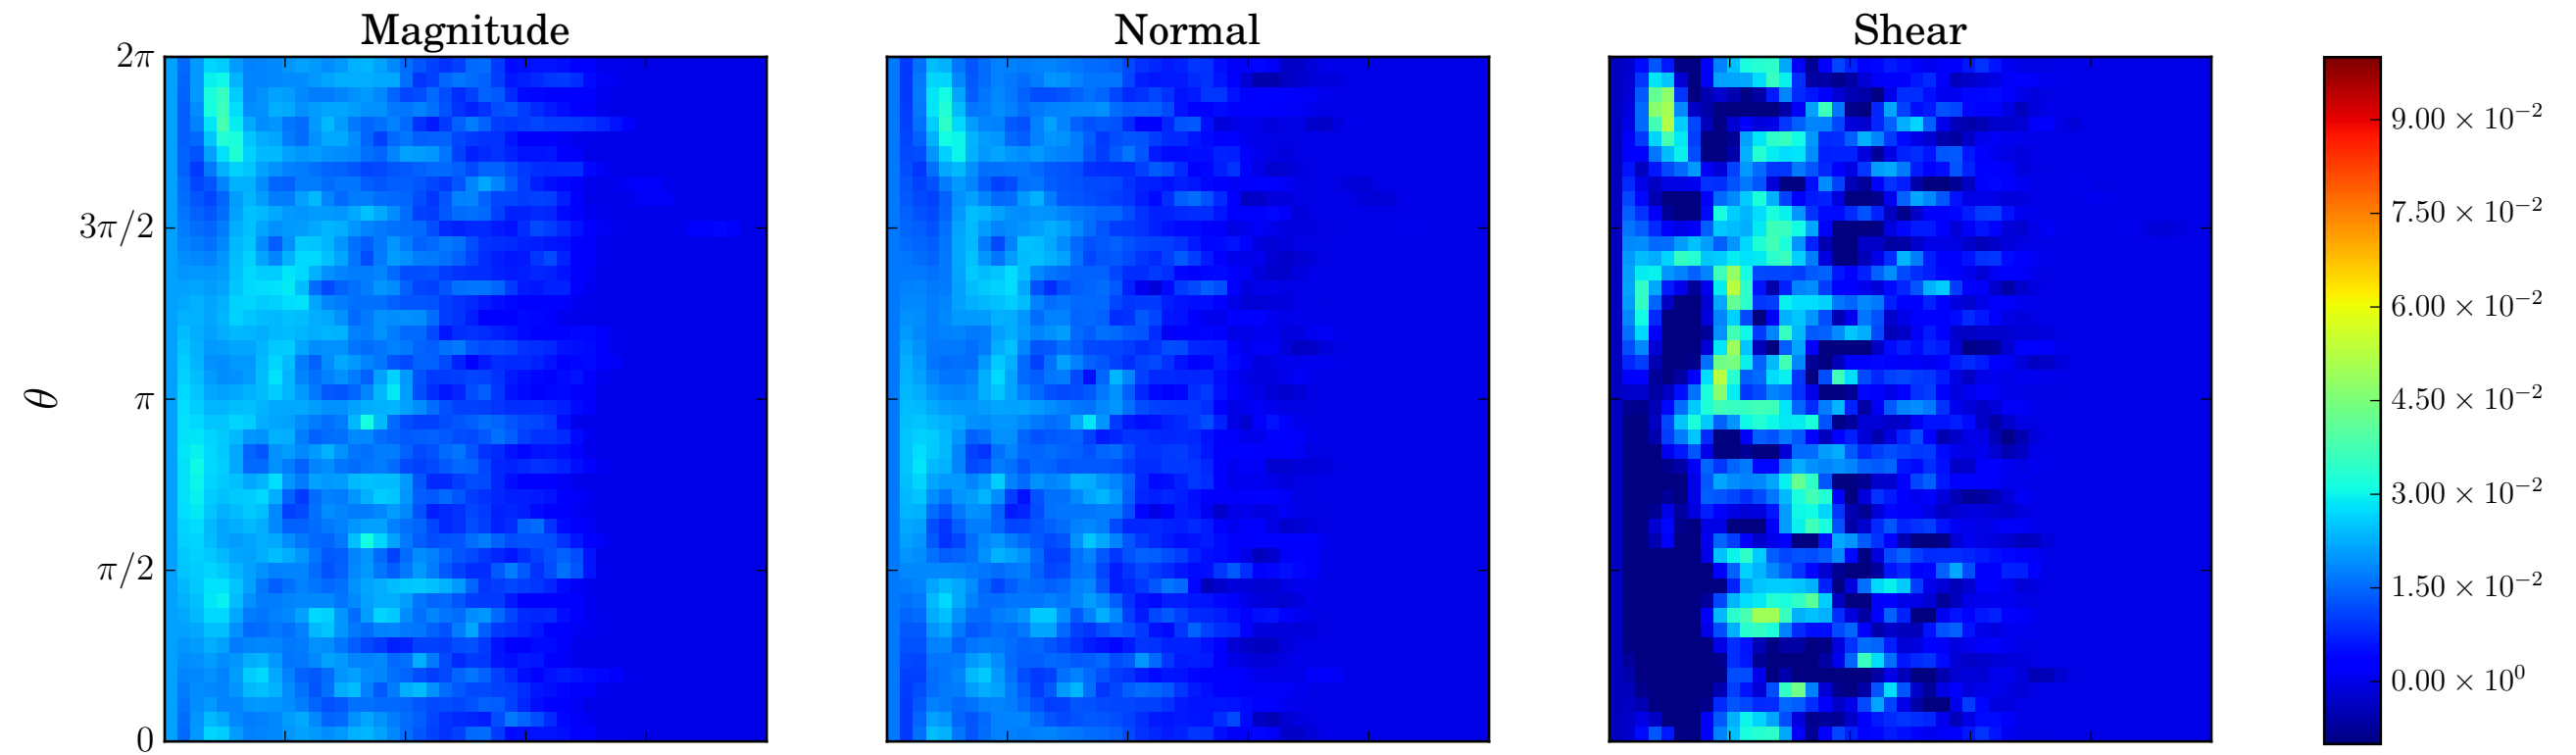 Magnitude Normal Shear
2π
3π/2
π
π/2
0
θ
9.00 × 10⁻²
7.50 × 10⁻²
6.00 × 10⁻²
4.50 × 10⁻²
3.00 × 10⁻²
1.50 × 10⁻²
0.00 × 10⁰